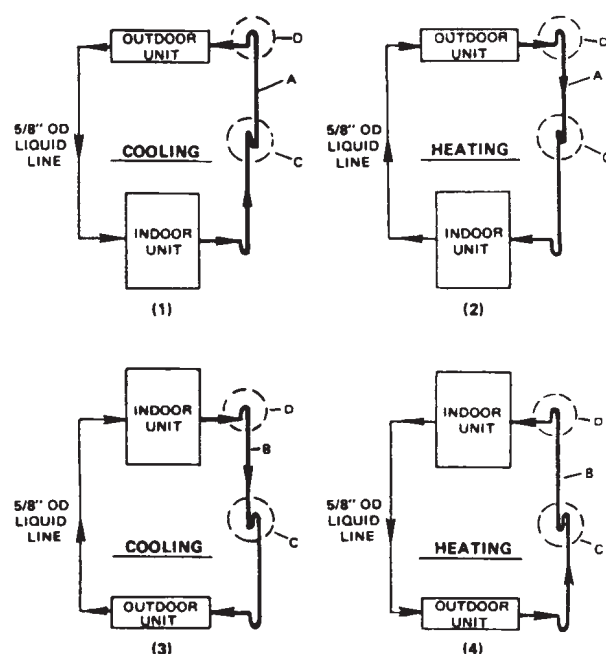 OUTDOOR
UNIT
D
A
5/8" OD
LIQUID
LINE
COOLING
C
INDOOR
UNIT
(1)
OUTDOOR
UNIT
D
A
5/8" OD
LIQUID
LINE
HEATING
C
INDOOR
UNIT
(2)
INDOOR
UNIT
D
B
5/8" OD
LIQUID
LINE
COOLING
C
OUTDOOR
UNIT
(3)
INDOOR
UNIT
D
B
5/8" OD
LIQUID
LINE
HEATING
C
OUTDOOR
UNIT
(4)